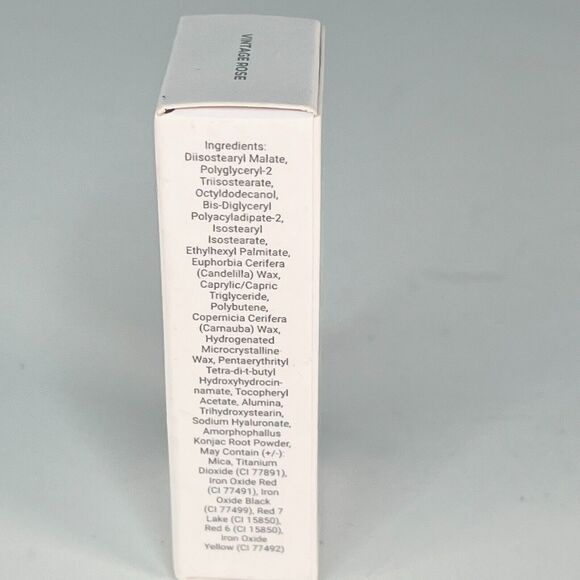 VINTAGE ROSE
Ingredients:
Diisostearyl Malate,
Polyglyceryl-2
Triisostearate,
Octyldodecanol,
Bis-Diglyceryl
Polyacyladipate-2,
Isostearyl
Isostearate,
Ethylhexyl Palmitate,
Euphorbia Cerifera
(Candelilla) Wax,
Caprylic/Capric
Triglyceride,
Polybutene,
Copernicia Cerifera
(Carnauba) Wax,
Hydrogenated
Microcrystalline
Wax, Pentaerythrityl
Tetra-di-t-butyl
Hydroxyhydrocin-
namate, Tocopheryl
Acetate, Alumina,
Trihydroxystearin,
Sodium Hyaluronate,
Amorphophallus
Konjac Root Powder,
May Contain (+/-):
Mica, Titanium
Dioxide (CI 77891),
Iron Oxide Red
(CI 77491), Iron
Oxide Black
(CI 77499), Red 7
Lake (CI 15850),
Red 6 (CI 15850),
Iron Oxide
Yellow (CI 77492)